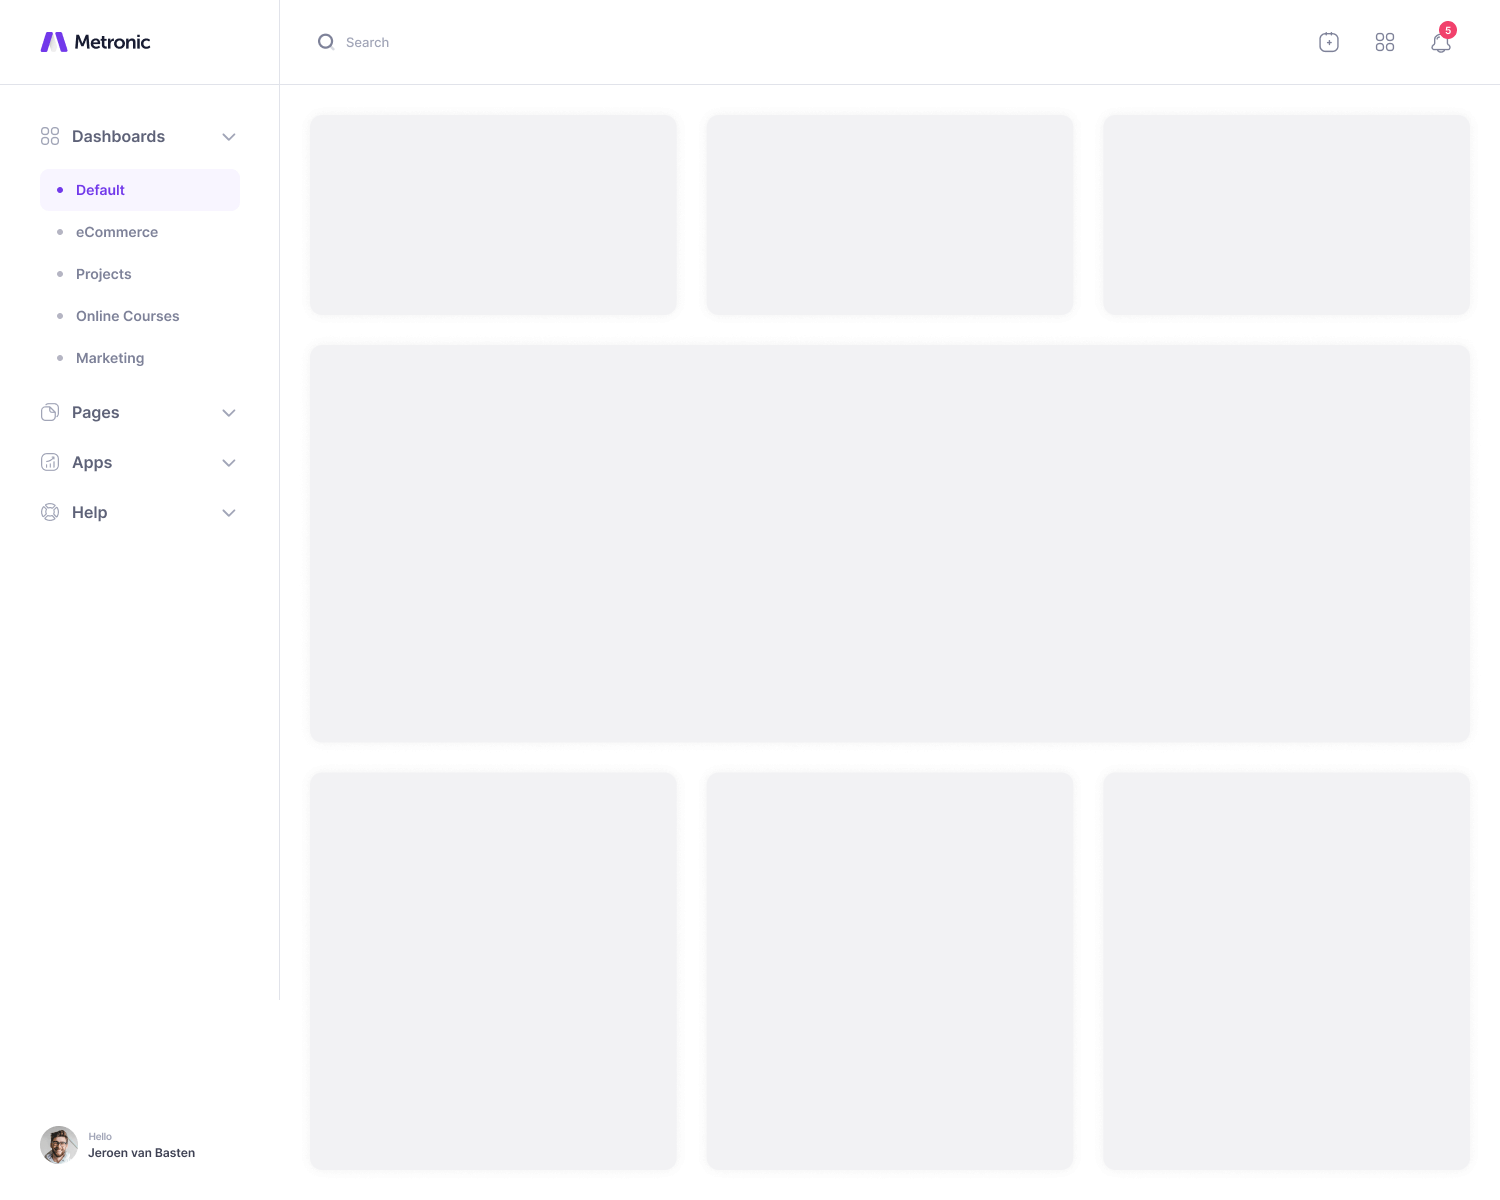 Metronic
Search
5
Dashboards
Default
eCommerce
Projects
Online Courses
Marketing
Pages
Apps
Help
Hello
Jeroen van Basten